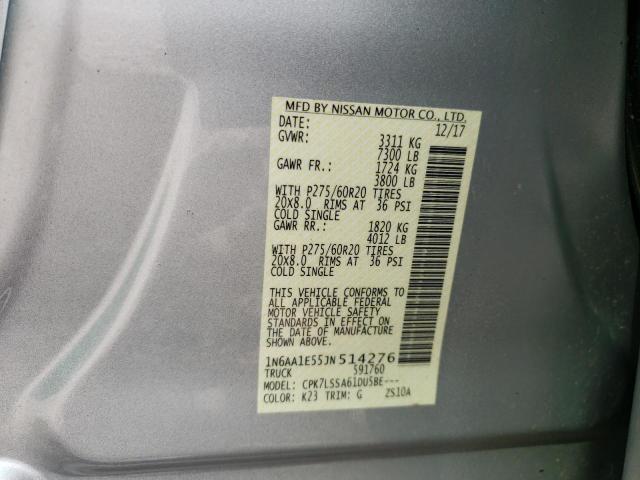 MFD BY NISSAN MOTOR CO., LTD.
DATE: 12/17
GVWR: 3311 KG
7300 LB
GAWR FR.: 1724 KG
3800 LB
WITH P275/60R20 TIRES
20X8.0 RIMS AT 36 PSI
COLD SINGLE
GAWR RR.: 1820 KG
4012 LB
WITH P275/60R20 TIRES
20X8.0 RIMS AT 36 PSI
COLD SINGLE
THIS VEHICLE CONFORMS TO
ALL APPLICABLE FEDERAL
MOTOR VEHICLE SAFETY
STANDARDS IN EFFECT ON
THE DATE OF MANUFACTURE
SHOWN ABOVE.
1N6AA1E55JN514276
TRUCK 591760
MODEL: CPK7LSSA61DU5BE---
COLOR: K23 TRIM: G ZS10A